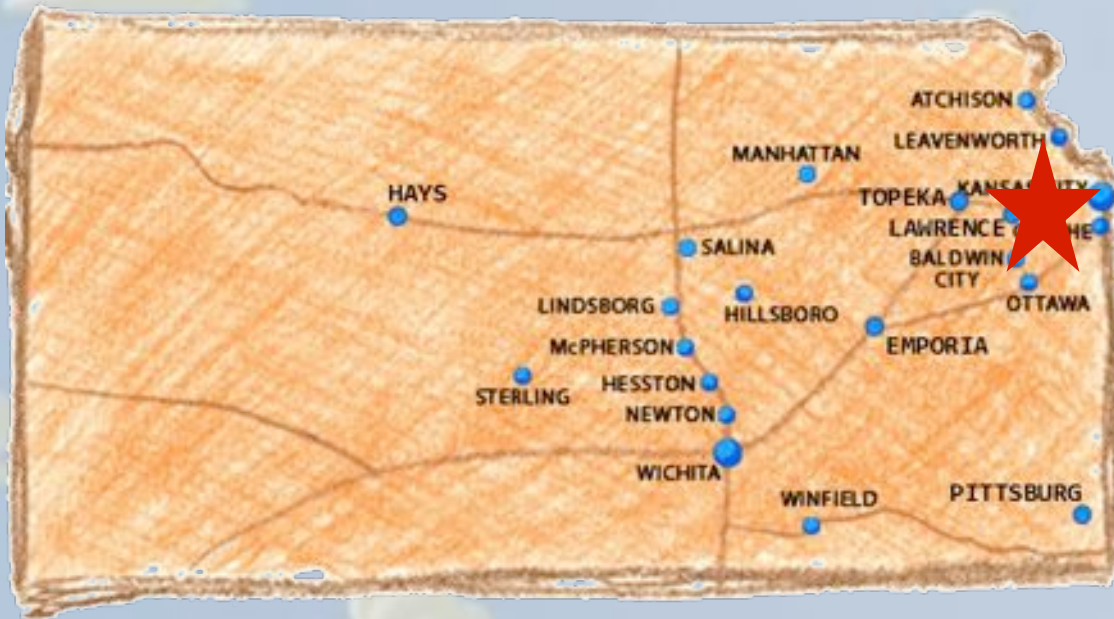 ATCHISON
LEAVENWORTH
MANHATTAN
HAYS
TOPEKA
LAWRENCE
SALINA
BALDWIN
CITY
OTTAWA
LINDSBORG
HILLSBORO
EMPORIA
McPHERSON
HESSTON
STERLING
NEWTON
WICHITA
WINFIELD
PITTSBURG